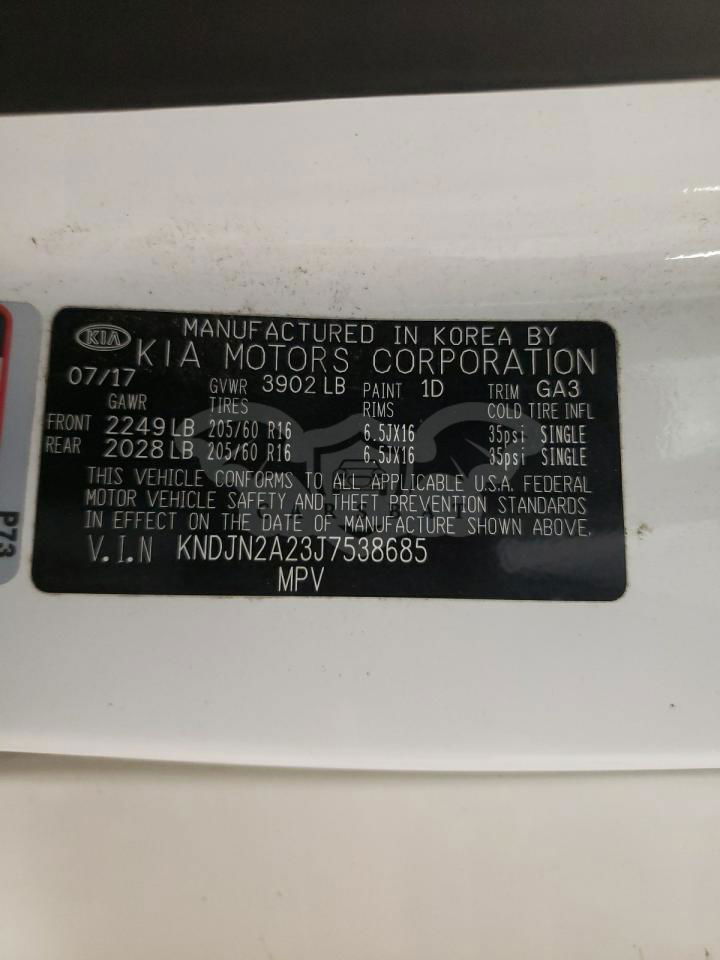 MANUFACTURED IN KOREA BY
KIA KIA MOTORS CORPORATION
07/17 GVWR 3902 LB PAINT 1D TRIM GA3
GAWR TIRES RIMS COLD TIRE INFL
FRONT 2249 LB 205/60 R16 6.5JX16 35psi SINGLE
REAR 2028 LB 205/60 R16 6.5JX16 35psi SINGLE
THIS VEHICLE CONFORMS TO ALL APPLICABLE U.S.A. FEDERAL
MOTOR VEHICLE SAFETY AND THEFT PREVENTION STANDARDS
IN EFFECT ON THE DATE OF MANUFACTURE SHOWN ABOVE.
V.I.N KNDJN2A23J7538685
MPV
P73